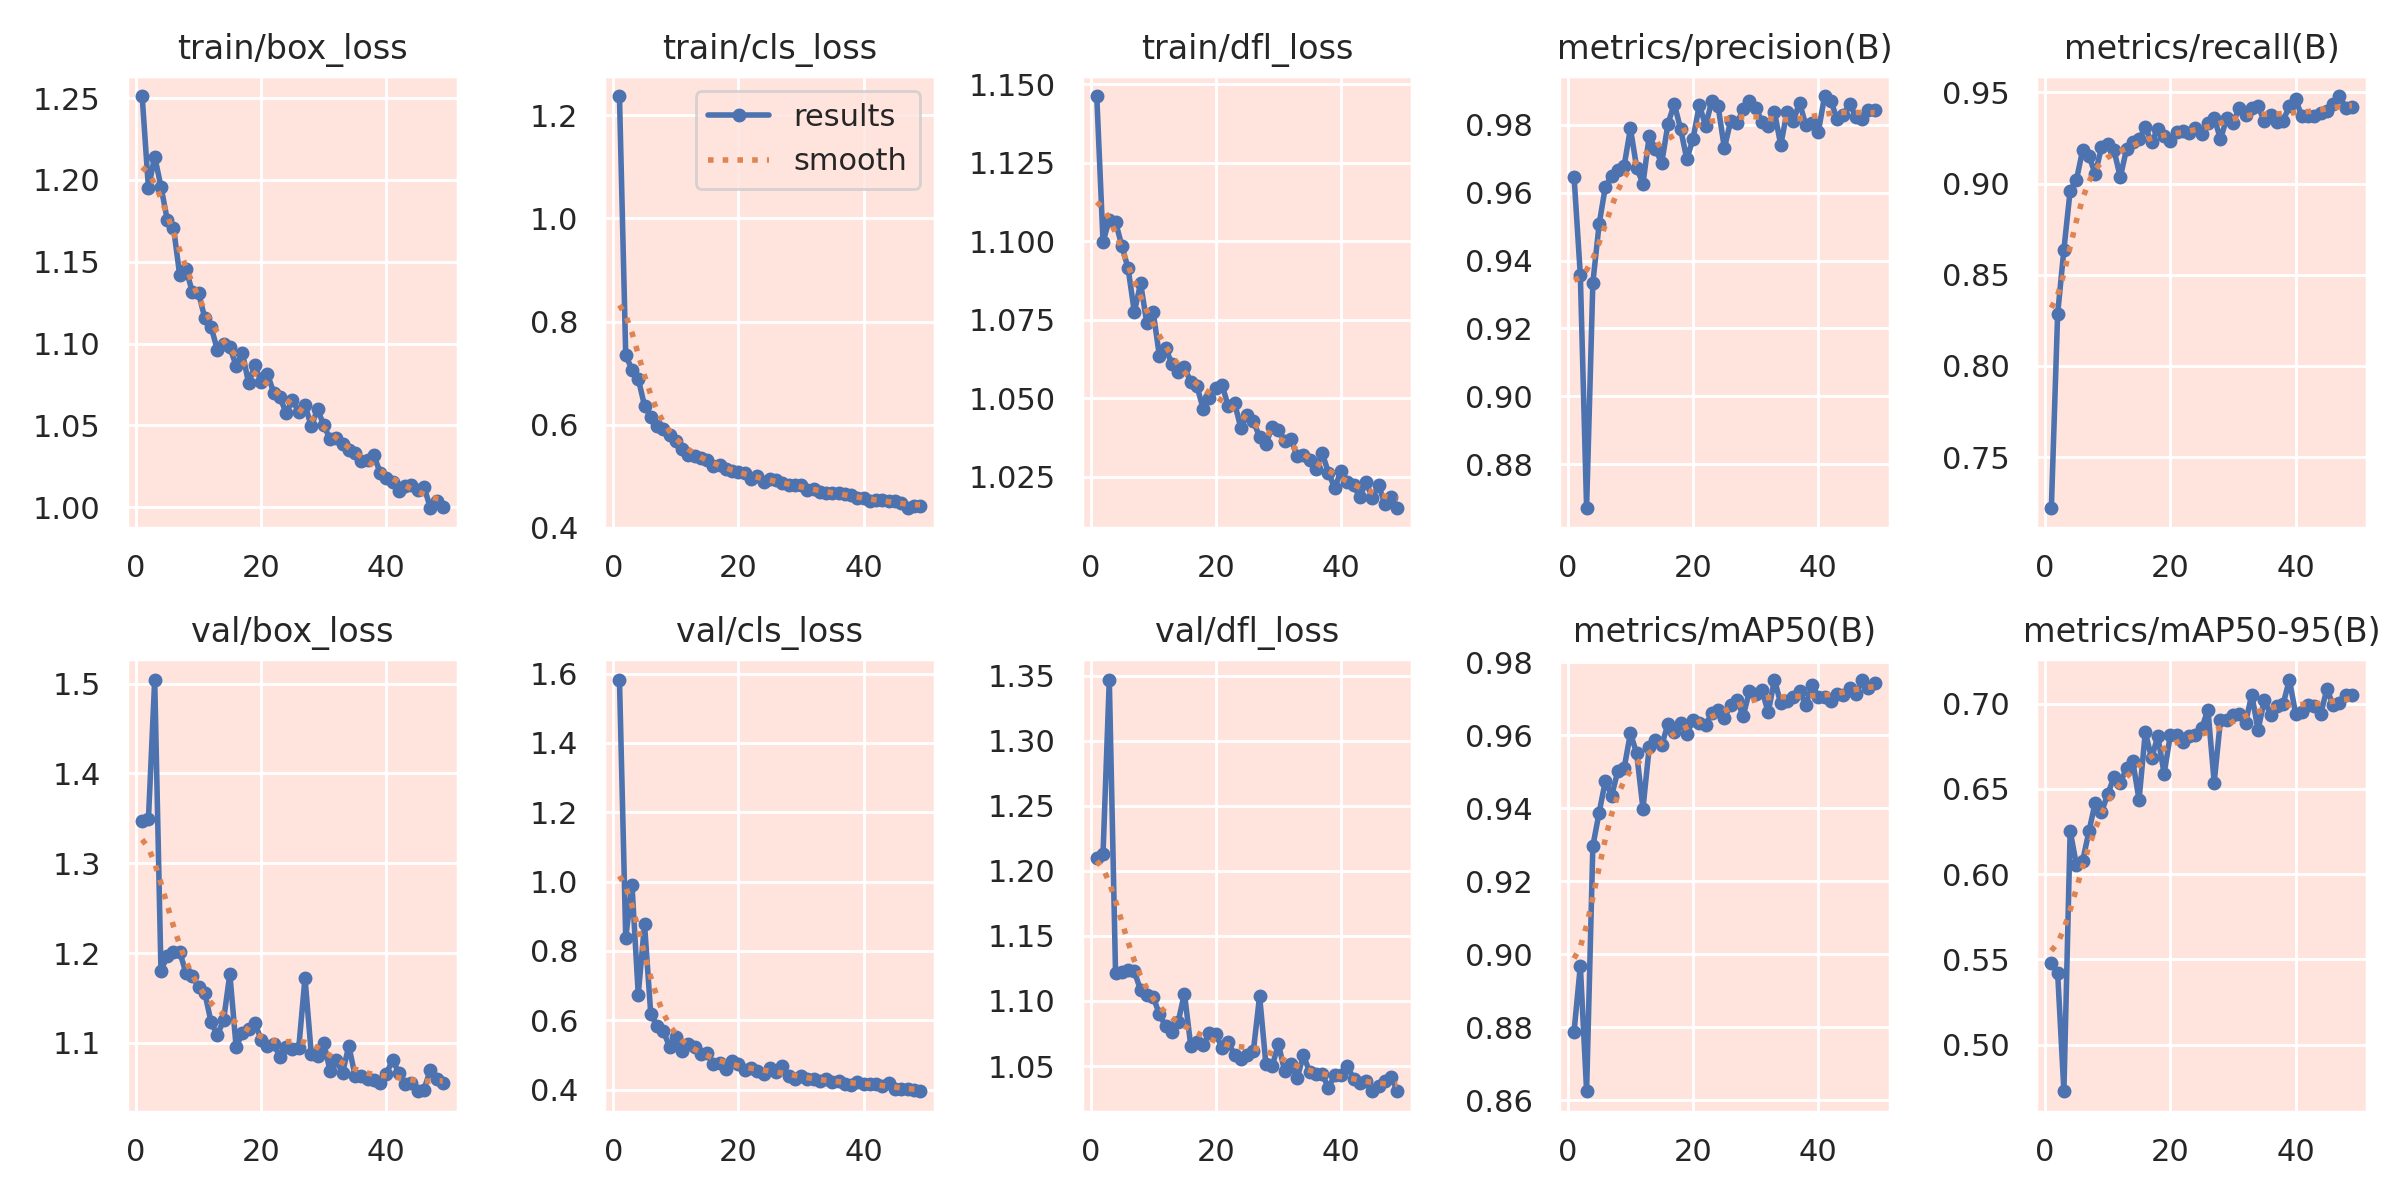 train/box_loss
1.25
1.20
1.15
1.10
1.05
1.00
0 20 40
train/cls_loss
results
smooth
1.2
1.0
0.8
0.6
0.4
0 20 40
train/dfl_loss
1.150
1.125
1.100
1.075
1.050
1.025
0 20 40
metrics/precision(B)
0.98
0.96
0.94
0.92
0.90
0.88
0 20 40
metrics/recall(B)
0.95
0.90
0.85
0.80
0.75
0 20 40
val/box_loss
1.5
1.4
1.3
1.2
1.1
0 20 40
val/cls_loss
1.6
1.4
1.2
1.0
0.8
0.6
0.4
0 20 40
val/dfl_loss
1.35
1.30
1.25
1.20
1.15
1.10
1.05
0 20 40
metrics/mAP50(B)
0.98
0.96
0.94
0.92
0.90
0.88
0.86
0 20 40
metrics/mAP50-95(B)
0.70
0.65
0.60
0.55
0.50
0 20 40